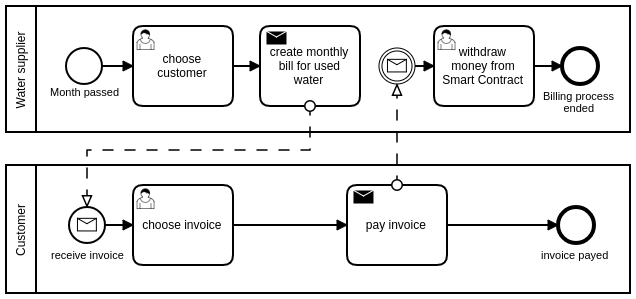 Water supplier
Month passed
choose
customer
create monthly
bill for used
water
withdraw
money from
Smart Contract
Billing process
ended
Customer
receive invoice
choose invoice
pay invoice
invoice payed